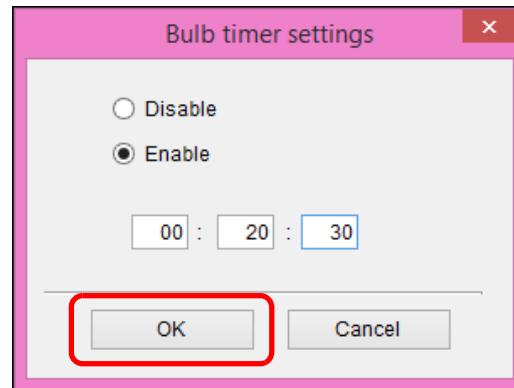 Bulb timer settings
Disable
Enable
00 : 20 : 30
OK Cancel